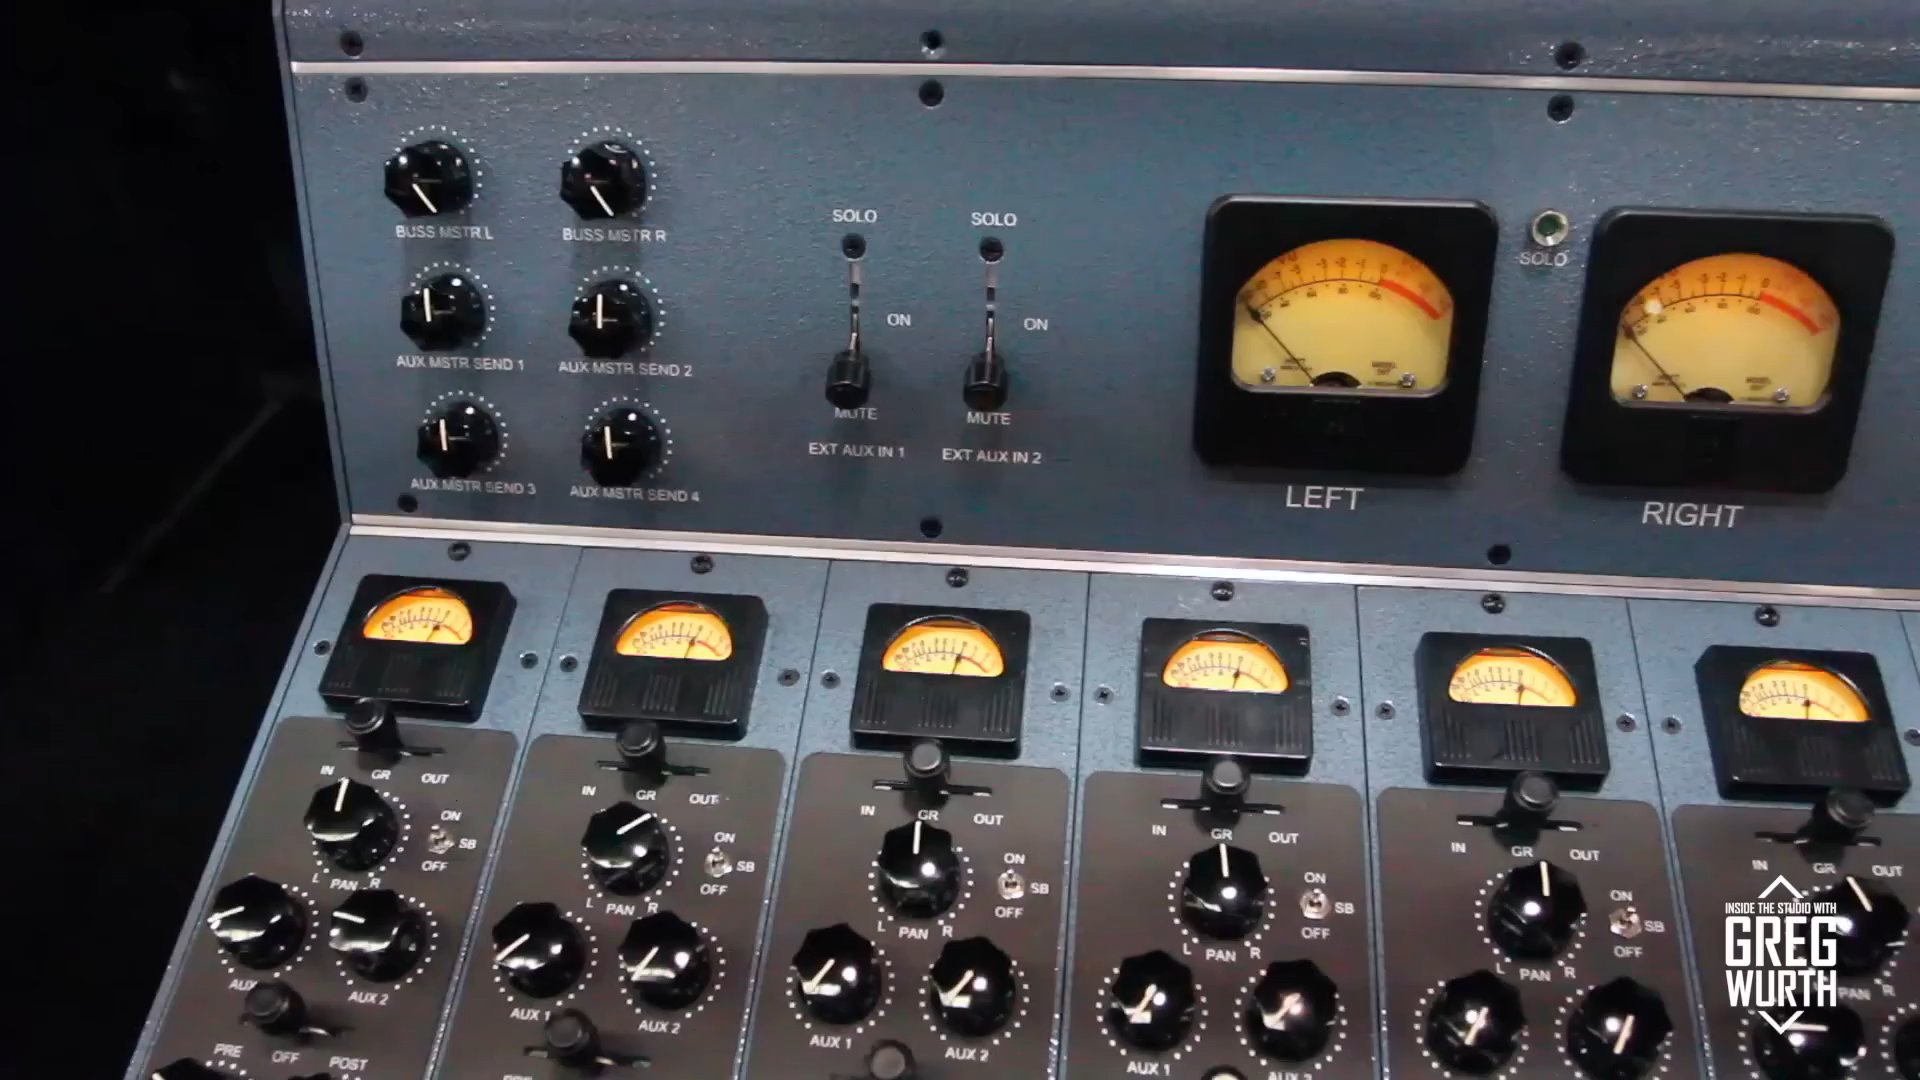 BUSS MSTR L
BUSS MSTR R
AUX MSTR SEND 1
AUX MSTR SEND 2
AUX MSTR SEND 3
AUX MSTR SEND 4
SOLO
SOLO
ON
ON
MUTE
MUTE
EXT AUX IN 1
EXT AUX IN 2
SOLO
LEFT
RIGHT
IN GR OUT
ON
SB
OFF
L PAN R
AUX 2
PRE OFF POST
IN GR OUT
ON
SB
OFF
L PAN R
AUX 1
AUX 2
IN GR OUT
ON
SB
OFF
L PAN R
AUX 1
AUX 2
IN GR OUT
ON
SB
OFF
L PAN R
AUX 1
AUX 2
IN GR OUT
ON
SB
OFF
L PAN R
IN GR OUT
PAN R
INSIDE THE STUDIO WITH
GREG
WURTH